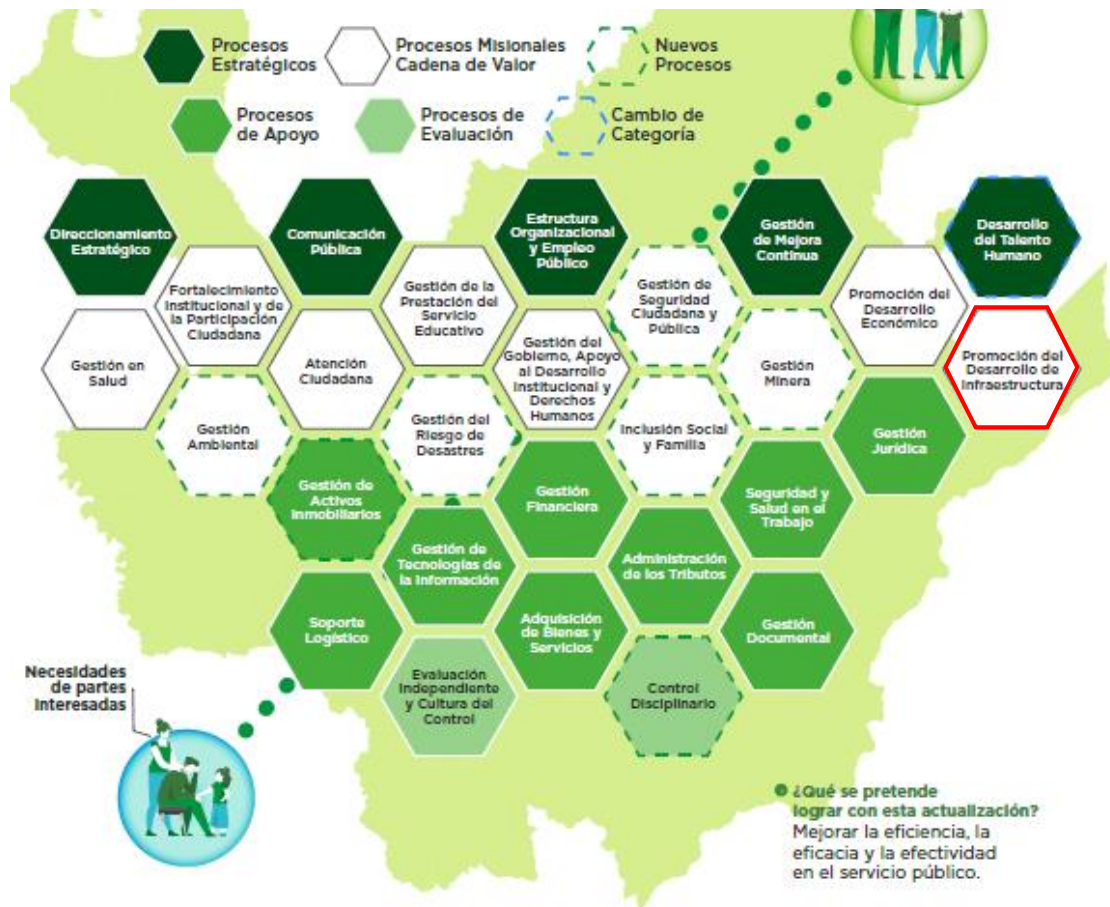 Procesos
Estratégicos
Procesos Misionales
Cadena de Valor
Nuevos
Procesos
Procesos
de Apoyo
Procesos de
Evaluación
Cambio de
Categoría
Direccionamiento
Estratégico
Comunicación
Pública
Estructura
Organizacional
y Empleo
Público
Gestión
de Mejora
Continua
Desarrollo
del Talento
Humano
Fortalecimiento
Institucional y de
la Participación
Ciudadana
Gestión de la
Prestación del
Servicio
Educativo
Gestión de
Seguridad
Ciudadana y
Pública
Promoción del
Desarrollo
Económico
Gestión en
Salud
Atención
Ciudadana
Gestión del
Gobierno, Apoyo
al Desarrollo
Institucional y
Derechos
Humanos
Gestión
Minera
Promoción del
Desarrollo de
Infraestructura
Gestión
Ambiental
Gestión del
Riesgo de
Desastres
Inclusión Social
y Familia
Gestión
Jurídica
Gestión de
Activos
Inmobiliarios
Gestión
Financiera
Seguridad y
Salud en el
Trabajo
Gestión de
Tecnologías de
la Información
Administración
de los Tributos
Soporte
Logístico
Adquisición
de Bienes y
Servicios
Gestión
Documental
Evaluación
Independiente
y Cultura del
Control
Control
Disciplinario
Necesidades
de partes
interesadas
¿Qué se pretende
lograr con esta actualización?
Mejorar la eficiencia, la
eficacia y la efectividad
en el servicio público.